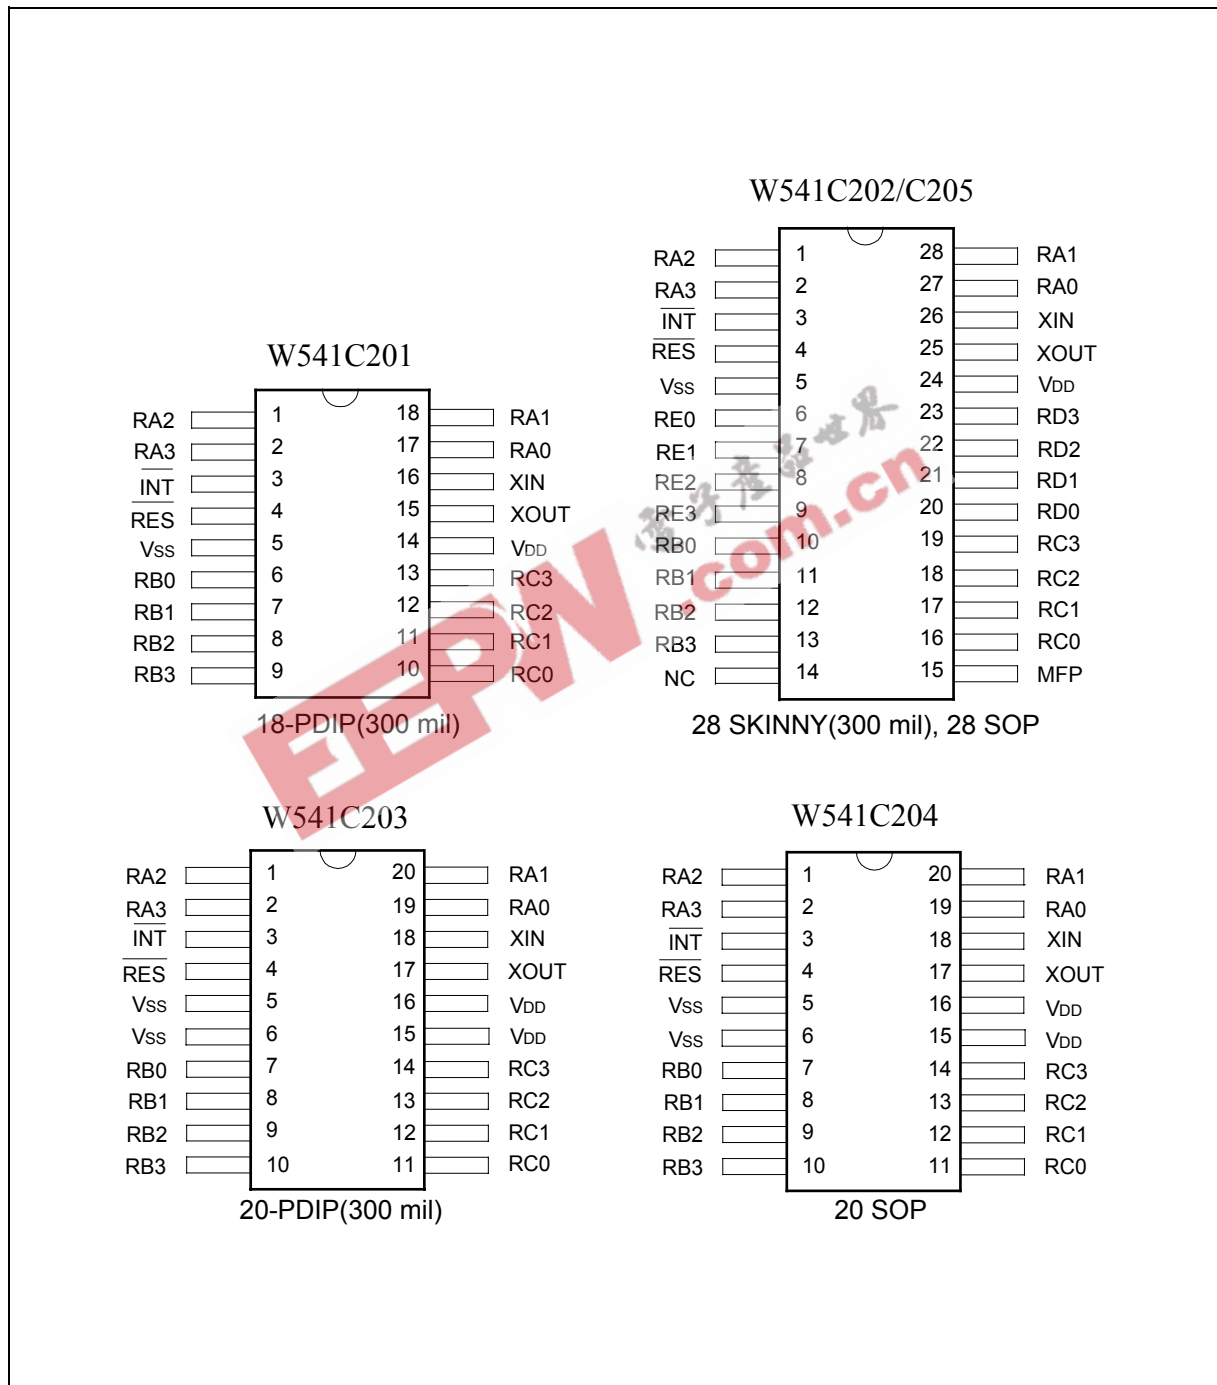 W541C202/C205
RA2 1 28 RA1
RA3 2 27 RA0
INT 3 26 XIN
RES 4 25 XOUT
VSS 5 24 VDD
RE0 6 23 RD3
RE1 7 22 RD2
RE2 8 21 RD1
RE3 9 20 RD0
RB0 10 19 RC3
RB1 11 18 RC2
RB2 12 17 RC1
RB3 13 16 RC0
NC 14 15 MFP
28 SKINNY(300 mil), 28 SOP
W541C201
RA2 1 18 RA1
RA3 2 17 RA0
INT 3 16 XIN
RES 4 15 XOUT
VSS 5 14 VDD
RB0 6 13 RC3
RB1 7 12 RC2
RB2 8 11 RC1
RB3 9 10 RC0
18-PDIP(300 mil)
EEPW.com.cn
電子產品世界
W541C203
RA2 1 20 RA1
RA3 2 19 RA0
INT 3 18 XIN
RES 4 17 XOUT
VSS 5 16 VDD
VSS 6 15 VDD
RB0 7 14 RC3
RB1 8 13 RC2
RB2 9 12 RC1
RB3 10 11 RC0
20-PDIP(300 mil)
W541C204
RA2 1 20 RA1
RA3 2 19 RA0
INT 3 18 XIN
RES 4 17 XOUT
VSS 5 16 VDD
VSS 6 15 VDD
RB0 7 14 RC3
RB1 8 13 RC2
RB2 9 12 RC1
RB3 10 11 RC0
20 SOP